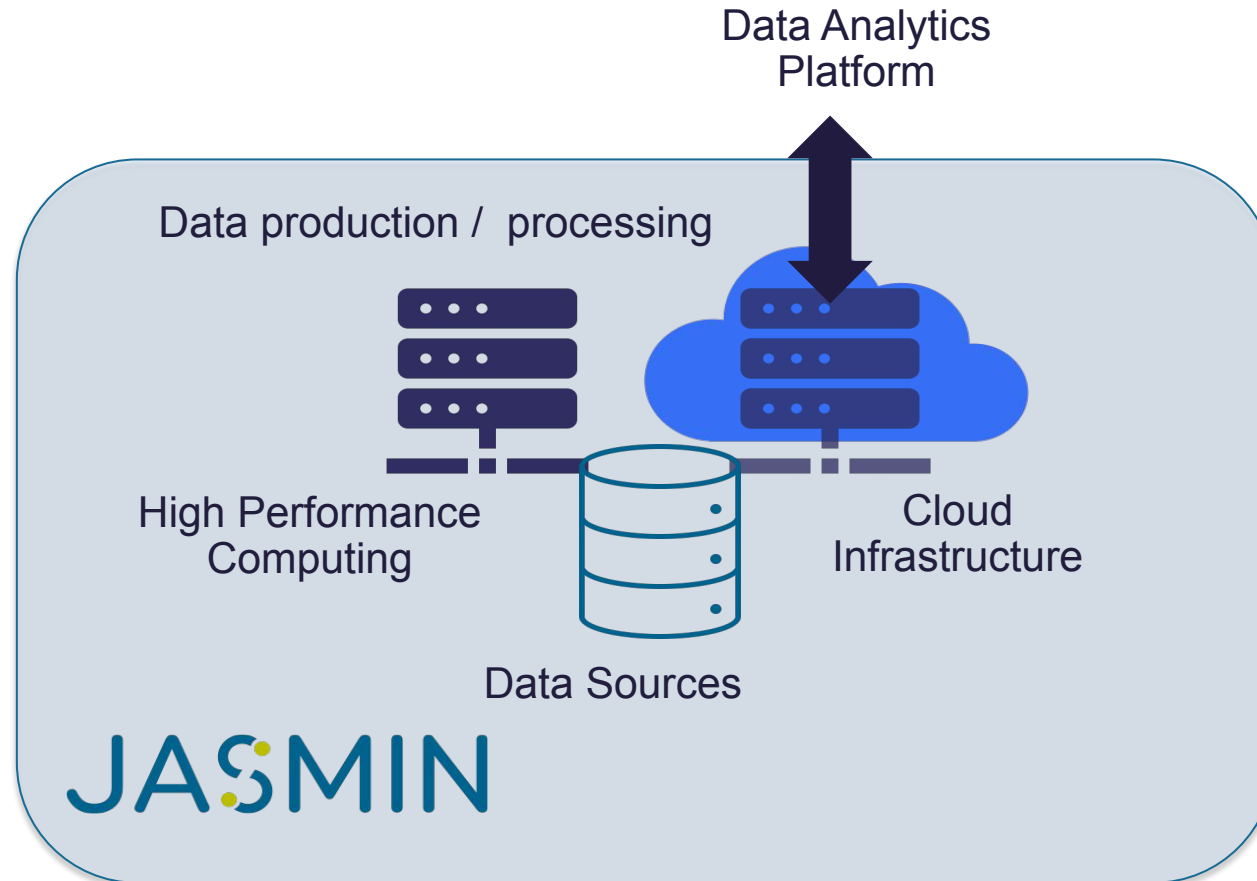 Data Analytics
Platform
Data production / processing
High Performance
Computing
Cloud
Infrastructure
Data Sources
JASMIN